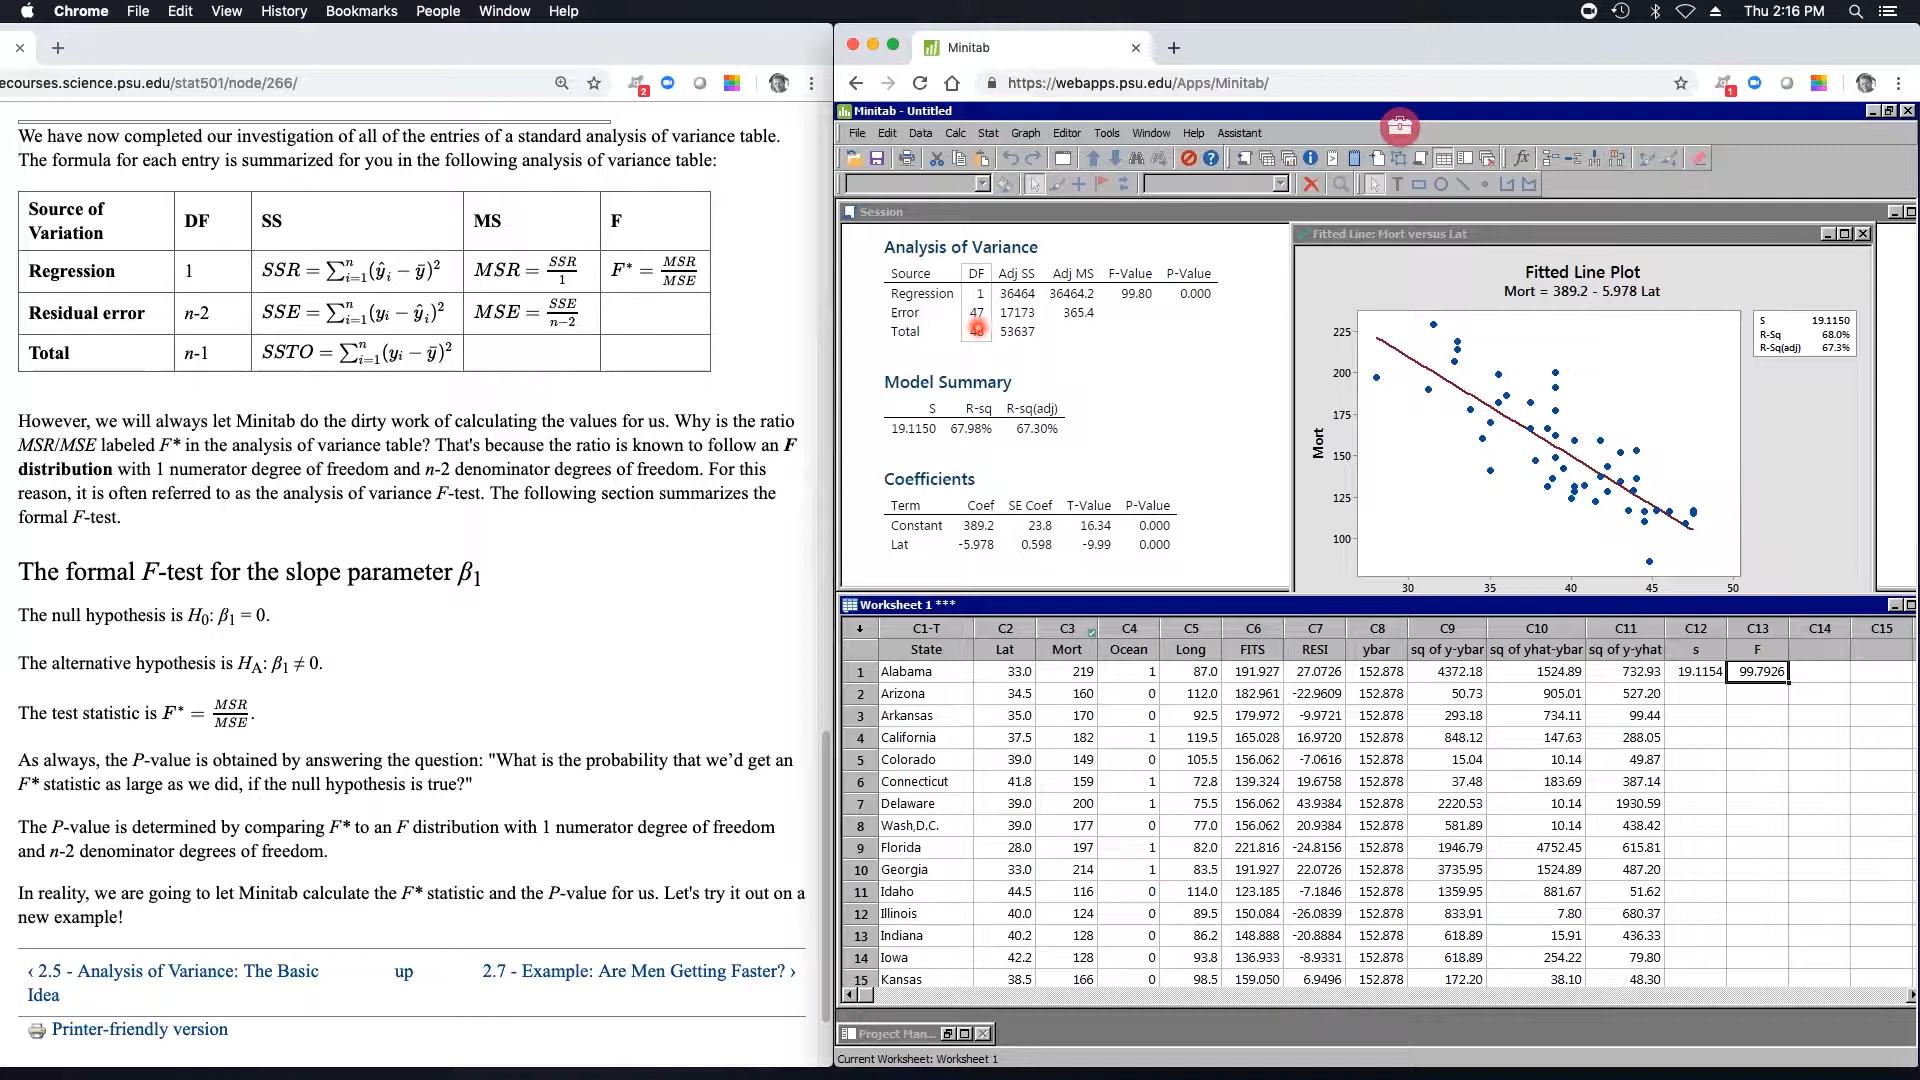 Chrome File Edit View History Bookmarks People Window Help Thu 2:16 PM
ecourses.science.psu.edu/stat501/node/266/
2
We have now completed our investigation of all of the entries of a standard analysis of variance table.
The formula for each entry is summarized for you in the following analysis of variance table:
Source of Variation DF SS MS F
Regression 1 SSR = ∑ⁿᵢ₌₁(ŷᵢ − ȳ)² MSR = SSR/1 F* = MSR/MSE
Residual error n-2 SSE = ∑ⁿᵢ₌₁(yᵢ − ŷᵢ)² MSE = SSE/n−2
Total n-1 SSTO = ∑ⁿᵢ₌₁(yᵢ − ȳ)²
However, we will always let Minitab do the dirty work of calculating the values for us. Why is the ratio
MSR/MSE labeled F* in the analysis of variance table? That's because the ratio is known to follow an F
distribution with 1 numerator degree of freedom and n-2 denominator degrees of freedom. For this
reason, it is often referred to as the analysis of variance F-test. The following section summarizes the
formal F-test.
The formal F-test for the slope parameter β₁
The null hypothesis is H₀: β₁ = 0.
The alternative hypothesis is H_A: β₁ ≠ 0.
The test statistic is F* = MSR/MSE.
As always, the P-value is obtained by answering the question: "What is the probability that we'd get an
F* statistic as large as we did, if the null hypothesis is true?"
The P-value is determined by comparing F* to an F distribution with 1 numerator degree of freedom
and n-2 denominator degrees of freedom.
In reality, we are going to let Minitab calculate the F* statistic and the P-value for us. Let's try it out on a
new example!
‹ 2.5 - Analysis of Variance: The Basic Idea up 2.7 - Example: Are Men Getting Faster? ›
Printer-friendly version
Minitab
https://webapps.psu.edu/Apps/Minitab/
1
Minitab - Untitled
File Edit Data Calc Stat Graph Editor Tools Window Help Assistant
Session
Analysis of Variance
Source DF Adj SS Adj MS F-Value P-Value
Regression 1 36464 36464.2 99.80 0.000
Error 47 17173 365.4
Total 48 53637
Model Summary
S R-sq R-sq(adj)
19.1150 67.98% 67.30%
Coefficients
Term Coef SE Coef T-Value P-Value
Constant 389.2 23.8 16.34 0.000
Lat -5.978 0.598 -9.99 0.000
Fitted Line: Mort versus Lat
Fitted Line Plot
Mort = 389.2 - 5.978 Lat
S 19.1150
R-Sq 68.0%
R-Sq(adj) 67.3%
225
200
175
150
125
100
Mort
30 35 40 45 50
Worksheet 1 ***
C1-T C2 C3 C4 C5 C6 C7 C8 C9 C10 C11 C12 C13 C14 C15
State Lat Mort Ocean Long FITS RESI ybar sq of y-ybar sq of yhat-ybar sq of y-yhat s F
1 Alabama 33.0 219 1 87.0 191.927 27.0726 152.878 4372.18 1524.89 732.93 19.1154 99.7926
2 Arizona 34.5 160 0 112.0 182.961 -22.9609 152.878 50.73 905.01 527.20
3 Arkansas 35.0 170 0 92.5 179.972 -9.9721 152.878 293.18 734.11 99.44
4 California 37.5 182 1 119.5 165.028 16.9720 152.878 848.12 147.63 288.05
5 Colorado 39.0 149 0 105.5 156.062 -7.0616 152.878 15.04 10.14 49.87
6 Connecticut 41.8 159 1 72.8 139.324 19.6758 152.878 37.48 183.69 387.14
7 Delaware 39.0 200 1 75.5 156.062 43.9384 152.878 2220.53 10.14 1930.59
8 Wash,D.C. 39.0 177 0 77.0 156.062 20.9384 152.878 581.89 10.14 438.42
9 Florida 28.0 197 1 82.0 221.816 -24.8156 152.878 1946.79 4752.45 615.81
10 Georgia 33.0 214 1 83.5 191.927 22.0726 152.878 3735.95 1524.89 487.20
11 Idaho 44.5 116 0 114.0 123.185 -7.1846 152.878 1359.95 881.67 51.62
12 Illinois 40.0 124 0 89.5 150.084 -26.0839 152.878 833.91 7.80 680.37
13 Indiana 40.2 128 0 86.2 148.888 -20.8884 152.878 618.89 15.91 436.33
14 Iowa 42.2 128 0 93.8 136.933 -8.9331 152.878 618.89 254.22 79.80
15 Kansas 38.5 166 0 98.5 159.050 6.9496 152.878 172.20 38.10 48.30
Project Man...
Current Worksheet: Worksheet 1